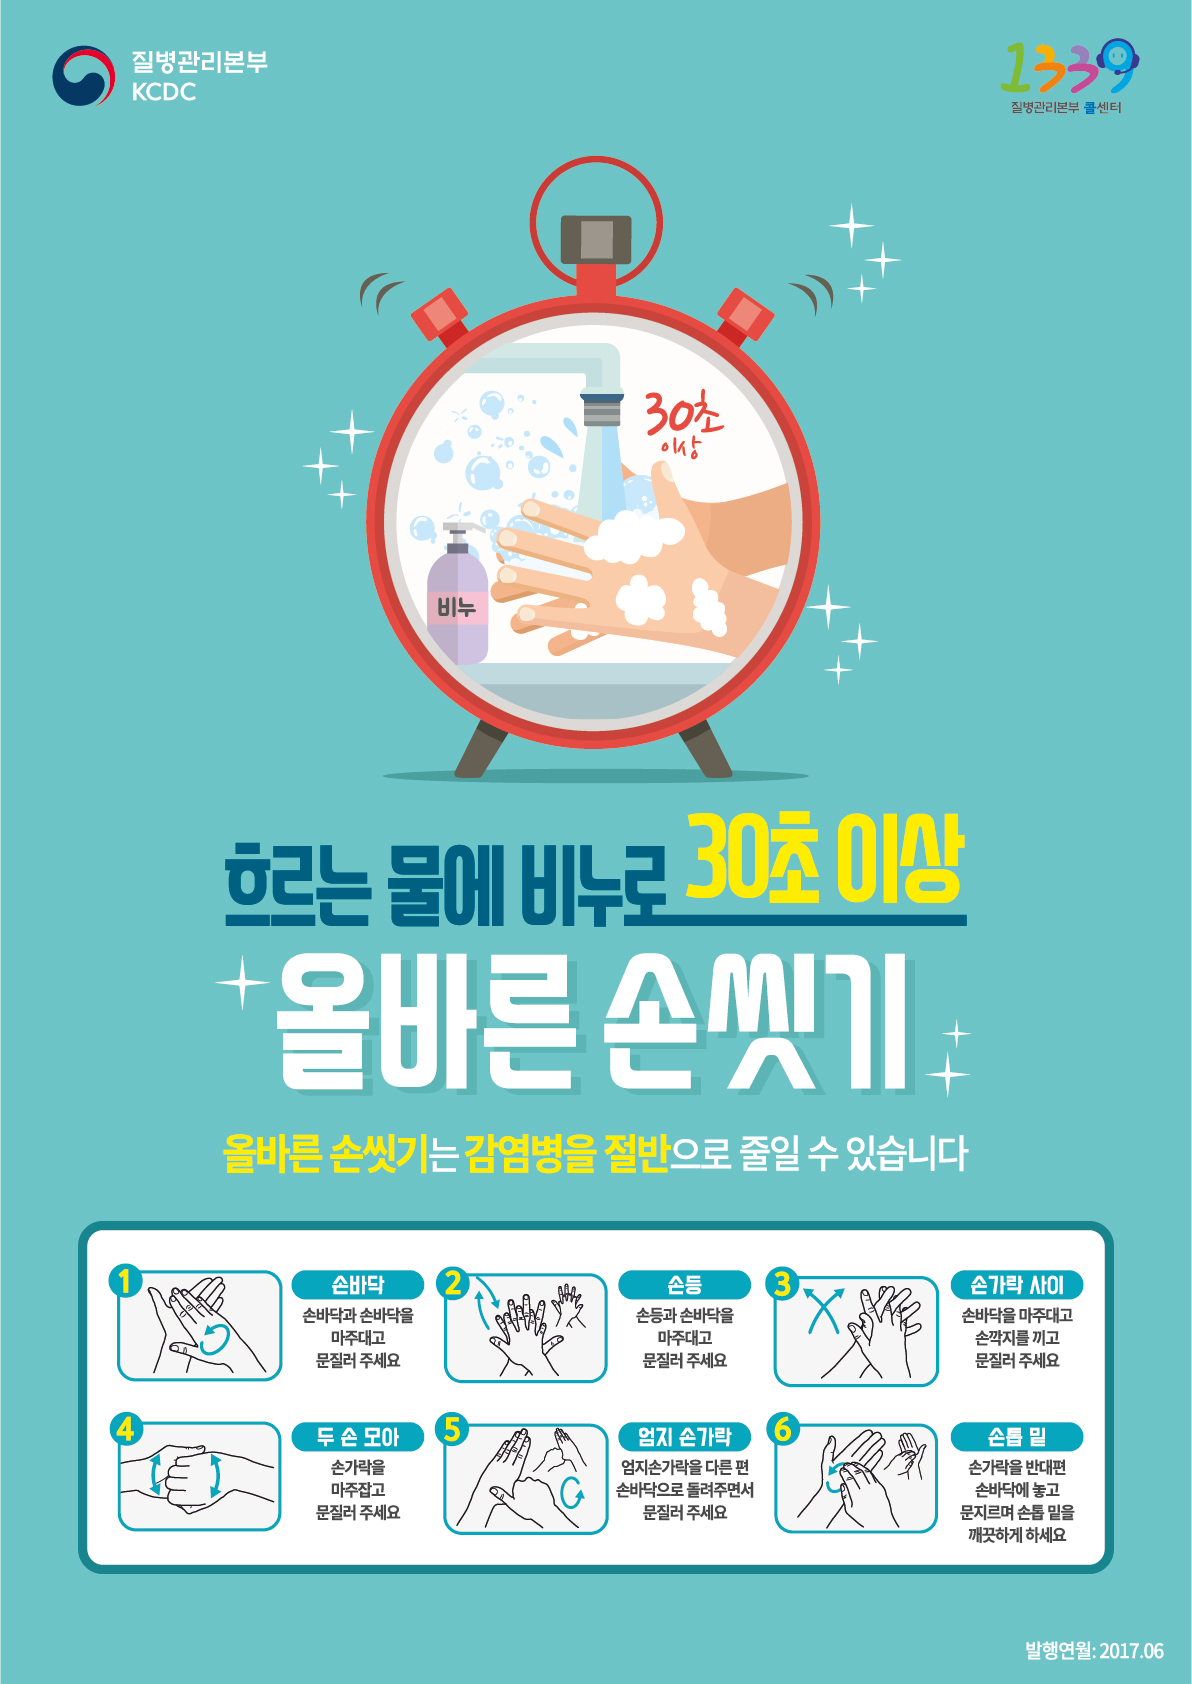 질병관리본부
KCDC
1339
질병관리본부 콜센터
30초
이상
비누
흐르는 물에 비누로 30초 이상
올바른 손씻기
올바른 손씻기는 감염병을 절반으로 줄일 수 있습니다
1
손바닥
손바닥과 손바닥을
마주대고
문질러 주세요
2
손등
손등과 손바닥을
마주대고
문질러 주세요
3
손가락 사이
손바닥을 마주대고
손깍지를 끼고
문질러 주세요
4
두 손 모아
손가락을
마주잡고
문질러 주세요
5
엄지 손가락
엄지손가락을 다른 편
손바닥으로 돌려주면서
문질러 주세요
6
손톱 밑
손가락을 반대편
손바닥에 놓고
문지르며 손톱 밑을
깨끗하게 하세요
발행연월: 2017.06